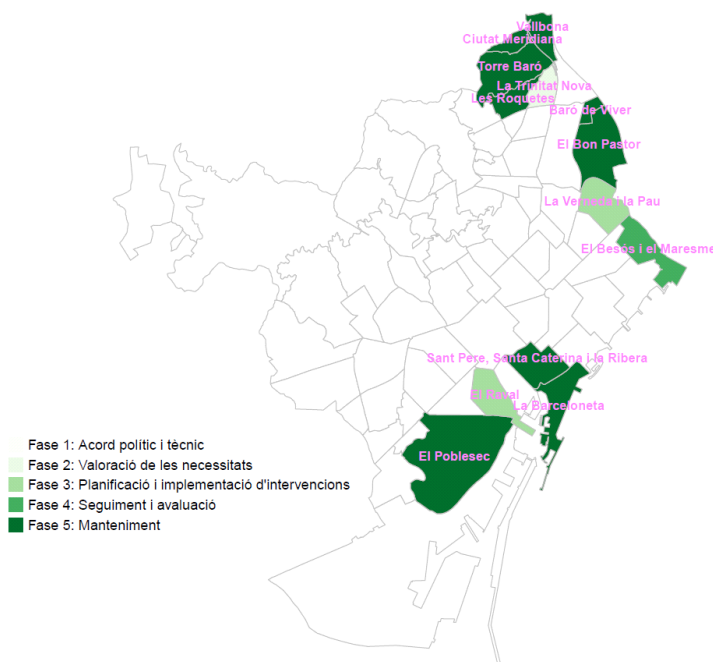 Vallbona
Ciutat Meridiana
Torre Baró
La Trinitat Nova
Les Roquetes
Baró de Viver
El Bon Pastor
La Verneda i la Pau
El Besòs i el Maresme
Sant Pere, Santa Caterina i la Ribera
El Raval
La Barceloneta
El Poblesec
Fase 1: Acord polític i tècnic
Fase 2: Valoració de les necessitats
Fase 3: Planificació i implementació d'intervencions
Fase 4: Seguiment i avaluació
Fase 5: Manteniment